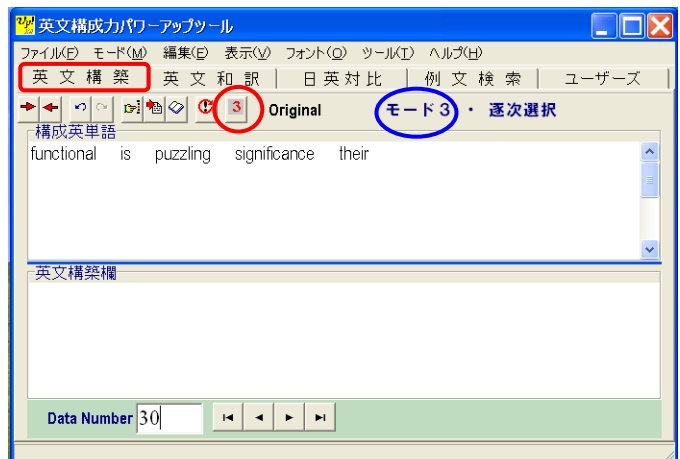 英文構成力パワーアップツール
ファイル(F) モード(M) 編集(E) 表示(V) フォント(O) ツール(T) ヘルプ(H)
英文構築 英文和訳 日英対比 例文検索 ユーザーズ
3 Original モード3・逐次選択
構成英単語
functional is puzzling significance their
英文構築欄
Data Number 30